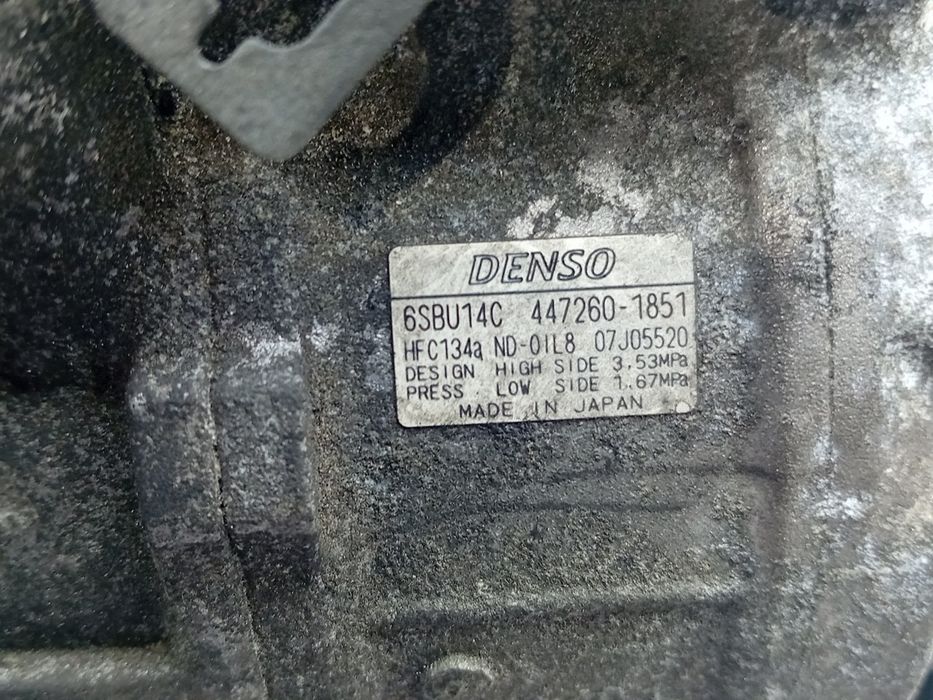 DENSO
6SBU14C 447260-1851
HFC134a ND-OIL8 07J05520
DESIGN HIGH SIDE 3.53MPa
PRESS. LOW SIDE 1.67MPa
MADE IN JAPAN